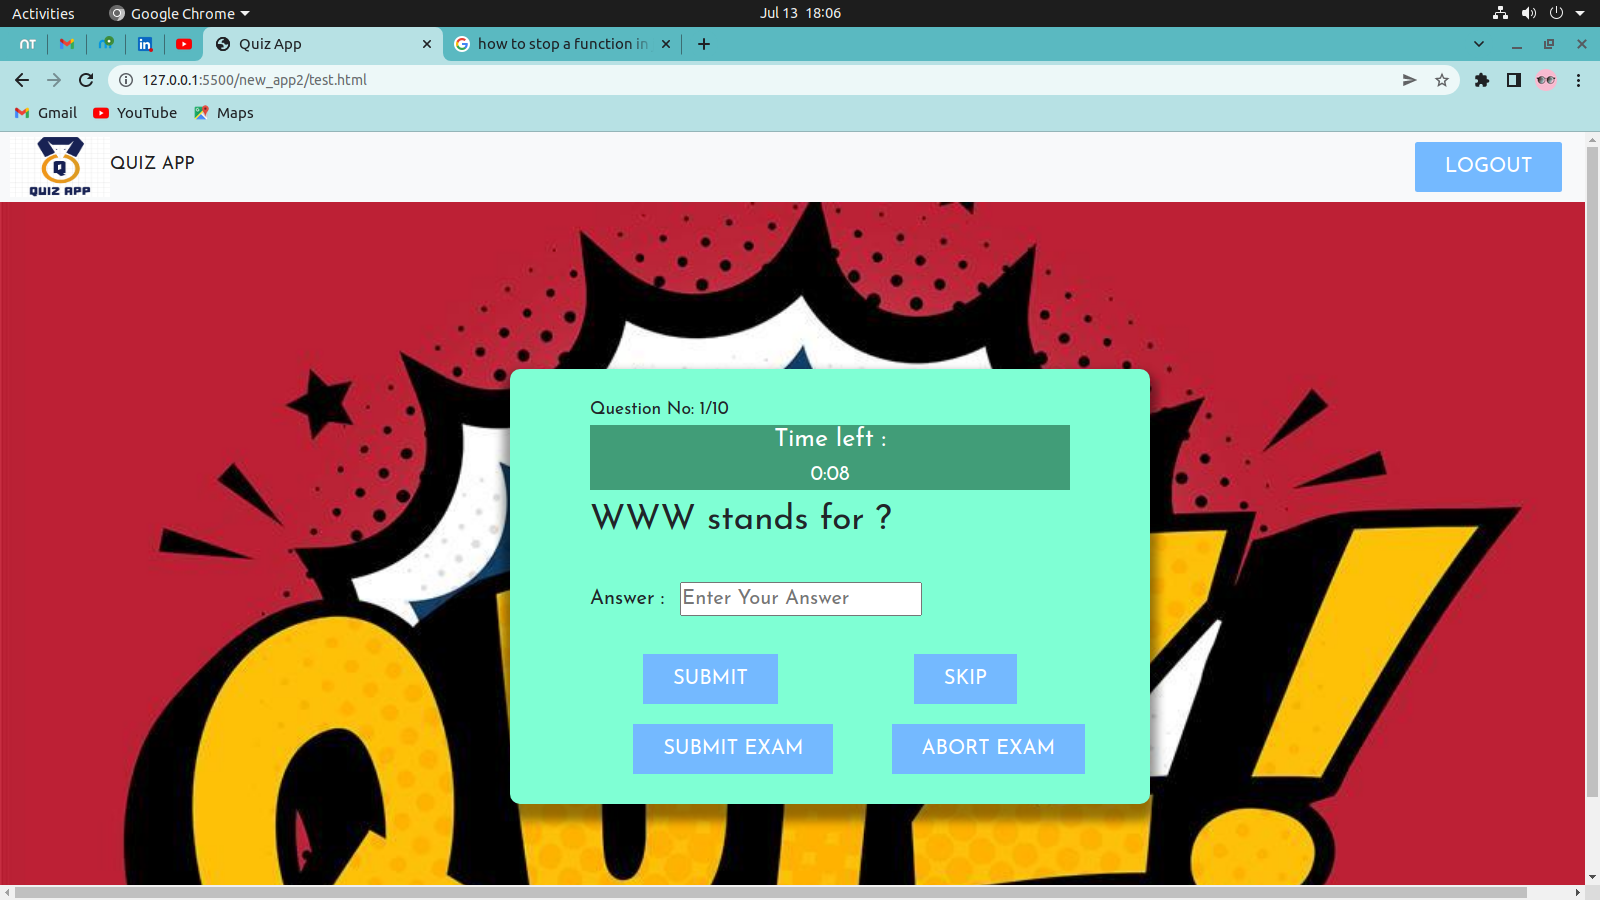 Activities
Google Chrome
Jul 13 18:06
Quiz App
how to stop a function in
127.0.0.1:5500/new_app2/test.html
Gmail
YouTube
Maps
Q
QUIZ APP
QUIZ APP
LOGOUT
Question No: 1/10
Time left :
0:08
WWW stands for ?
Answer :
Enter Your Answer
SUBMIT
SKIP
SUBMIT EXAM
ABORT EXAM